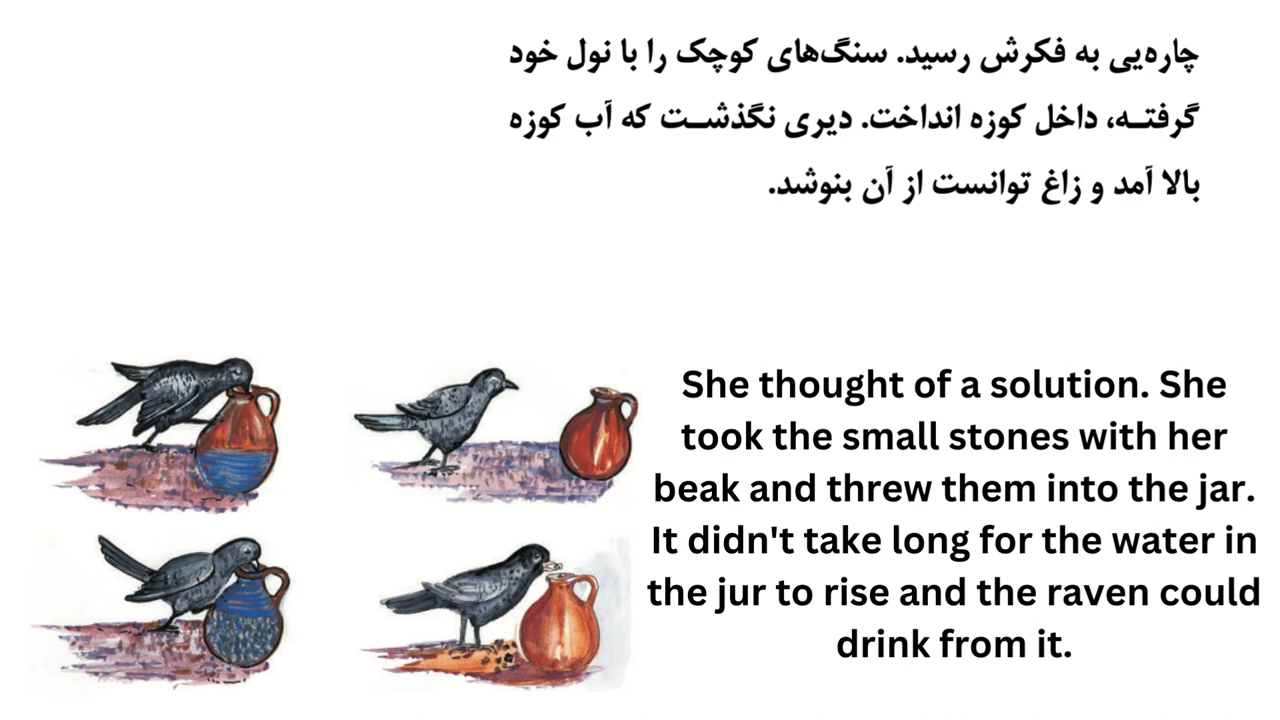 چاره‌یی به فکرش رسید. سنگ‌های کوچک را با نول خود
گرفتـه، داخل کوزه انداخت. دیری نگذشـت که آب کوزه
بالا آمد و زاغ توانست از آن بنوشد.
She thought of a solution. She
took the small stones with her
beak and threw them into the jar.
It didn't take long for the water in
the jur to rise and the raven could
drink from it.